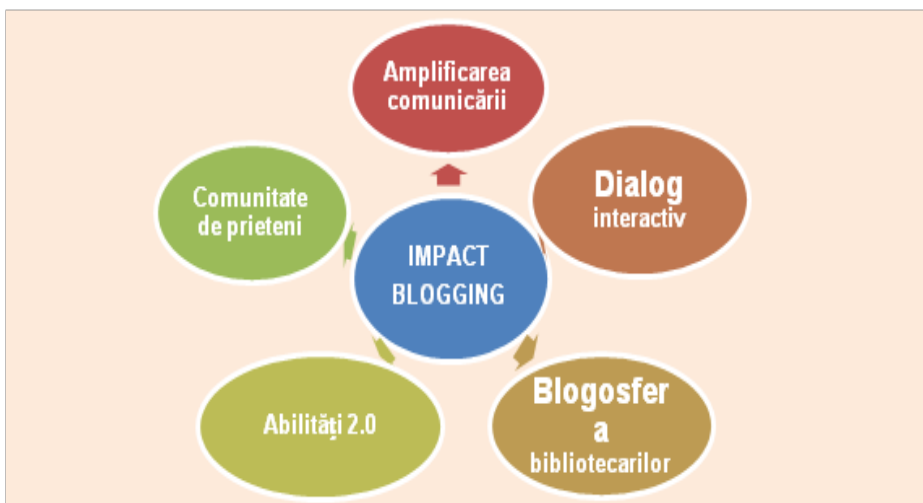 Amplificarea
comunicării
Dialog
interactiv
Comunitate
de prieteni
IMPACT
BLOGGING
Abilități 2.0
Blogosfer
a
bibliotecarilor